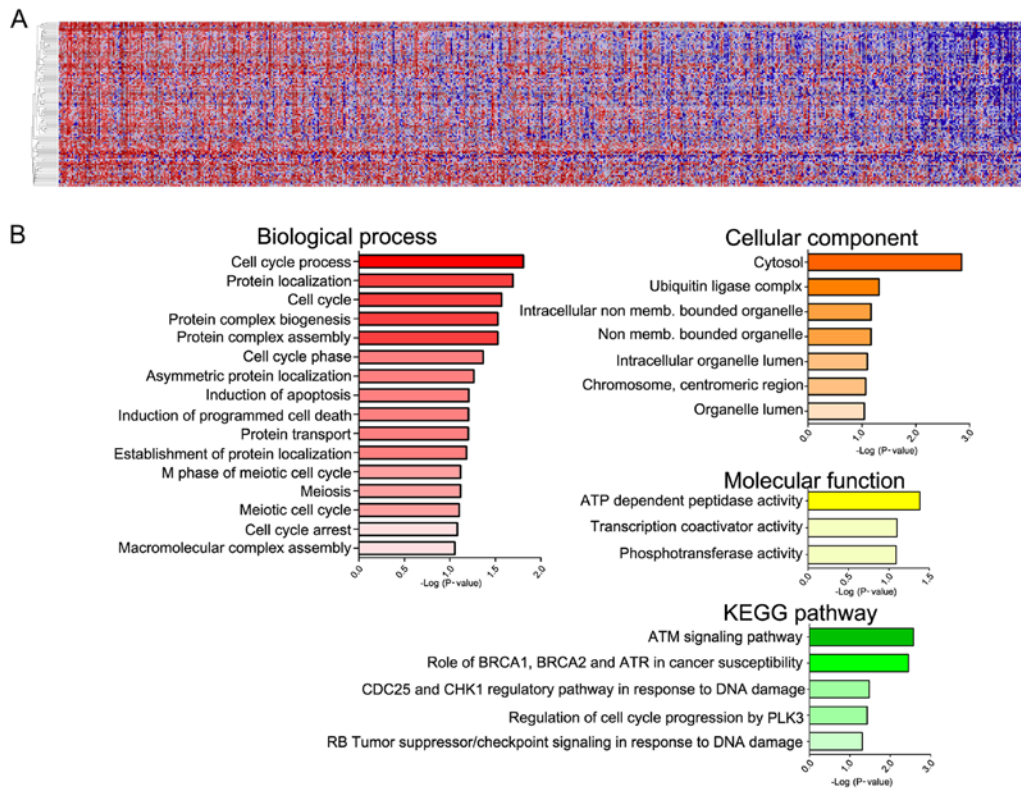 A
B
Biological process
Cell cycle process
Protein localization
Cell cycle
Protein complex biogenesis
Protein complex assembly
Cell cycle phase
Asymmetric protein localization
Induction of apoptosis
Induction of programmed cell death
Protein transport
Establishment of protein localization
M phase of meiotic cell cycle
Meiosis
Meiotic cell cycle
Cell cycle arrest
Macromolecular complex assembly
0.0 0.5 1.0 1.5 2.0
-Log (P-value)
Cellular component
Cytosol
Ubiquitin ligase complx
Intracellular non memb. bounded organelle
Non memb. bounded organelle
Intracellular organelle lumen
Chromosome, centromeric region
Organelle lumen
0.0 1.0 2.0 3.0
-Log (P-value)
Molecular function
ATP dependent peptidase activity
Transcription coactivator activity
Phosphotransferase activity
0.0 0.5 1.0 1.5
-Log (P-value)
KEGG pathway
ATM signaling pathway
Role of BRCA1, BRCA2 and ATR in cancer susceptibility
CDC25 and CHK1 regulatory pathway in response to DNA damage
Regulation of cell cycle progression by PLK3
RB Tumor suppressor/checkpoint signaling in response to DNA damage
0.0 1.0 2.0 3.0
-Log (P-value)